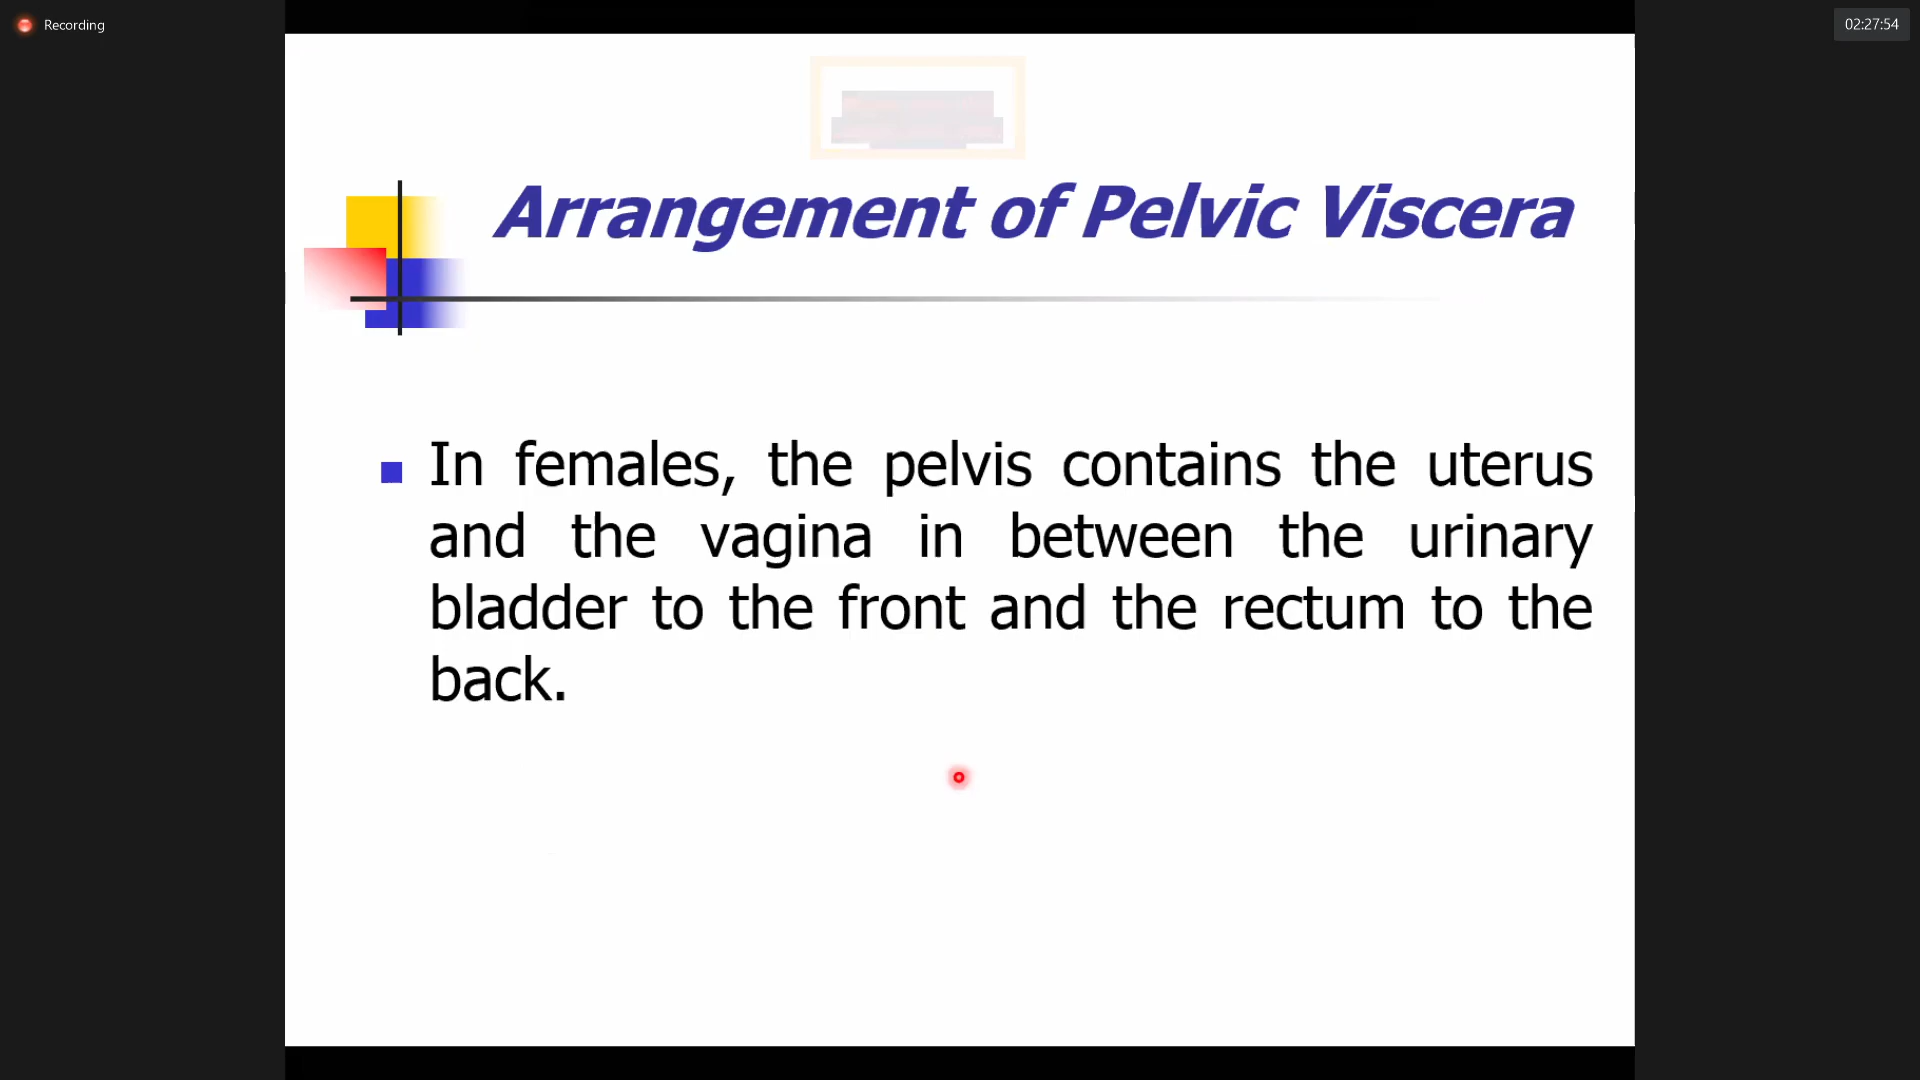 Recording
02:27:54
Arrangement of Pelvic Viscera
In females, the pelvis contains the uterus
and the vagina in between the urinary
bladder to the front and the rectum to the
back.